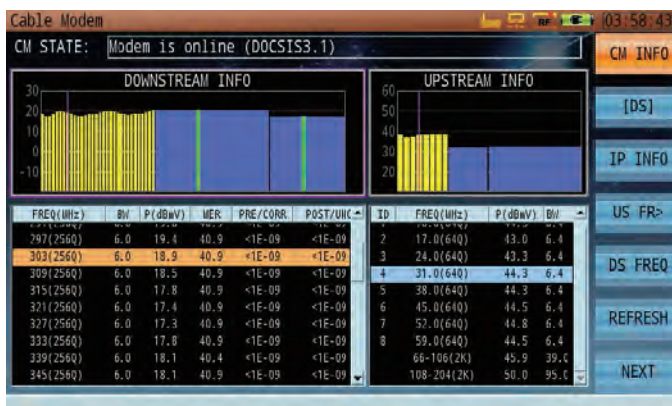 Cable Modem RF 03:58:43
CM STATE: Modem is online (DOCSIS3.1)
CM INFO
DOWNSTREAM INFO
30
20
10
0
-10
UPSTREAM INFO
60
50
40
30
20
[DS]
IP INFO
US FR>
DS FREQ
REFRESH
NEXT
FREQ(MHz) BW P(dBmV) MER PRE/CORR POST/UNC
297(256Q) 6.0 19.4 40.9 <1E-09 <1E-09
303(256Q) 6.0 18.9 40.9 <1E-09 <1E-09
309(256Q) 6.0 18.5 40.9 <1E-09 <1E-09
315(256Q) 6.0 17.8 40.9 <1E-09 <1E-09
321(256Q) 6.0 17.4 40.9 <1E-09 <1E-09
327(256Q) 6.0 17.3 40.9 <1E-09 <1E-09
333(256Q) 6.0 17.8 40.9 <1E-09 <1E-09
339(256Q) 6.0 18.1 40.4 <1E-09 <1E-09
345(256Q) 6.0 18.1 40.9 <1E-09 <1E-09
ID FREQ(MHz) P(dBmV) BW
2 17.0(64Q) 43.0 6.4
3 24.0(64Q) 43.3 6.4
4 31.0(64Q) 44.3 6.4
5 38.0(64Q) 44.3 6.4
6 45.0(64Q) 44.5 6.4
7 52.0(64Q) 44.8 6.4
8 59.0(64Q) 44.5 6.4
66-106(2K) 45.9 39.0
108-204(2K) 50.0 95.0